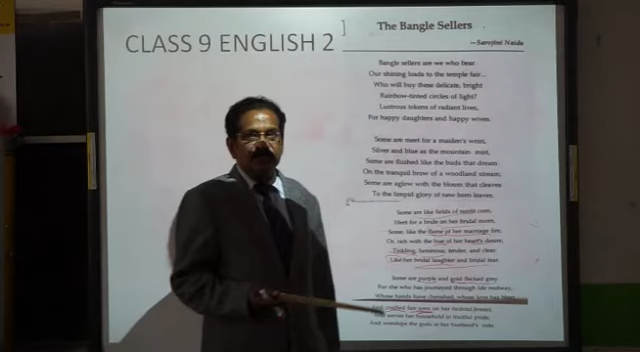 CLASS 9 ENGLISH 2
The Bangle Sellers
—Sarojini Naidu
Bangle sellers are we who bear
Our shining loads to the temple fair...
Who will buy these delicate, bright
Rainbow-tinted circles of light?
Lustrous tokens of radiant lives,
For happy daughters and happy wives.
Some are meet for a maiden's wrist,
Silver and blue as the mountain mist,
Some are flushed like the buds that dream
On the tranquil brow of a woodland stream,
Some are aglow with the bloom that cleaves
To the limpid glory of new born leaves.
Some are like fields of sunlit corn,
Meet for a bride on her bridal morn,
Some, like the flame of her marriage fire,
Or, rich with the hue of her heart's desire,
Tinkling, luminous, tender, and clear,
Like her bridal laughter and bridal tear.
Some are purple and gold flecked grey
For she who has journeyed through life midway,
Whose hands have cherished, whose love has blest,
And cradled fair sons on her faithful breast,
And serves her household in fruitful pride,
And worships the gods at her husband's side.